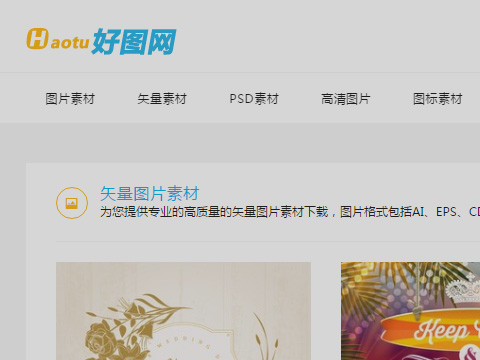 Haotu好图网
图片素材 矢量素材 PSD素材 高清图片 图标素材
矢量图片素材
为您提供专业的高质量的矢量图片素材下载，图片格式包括AI、EPS、CD
WEDDING
Keep
&